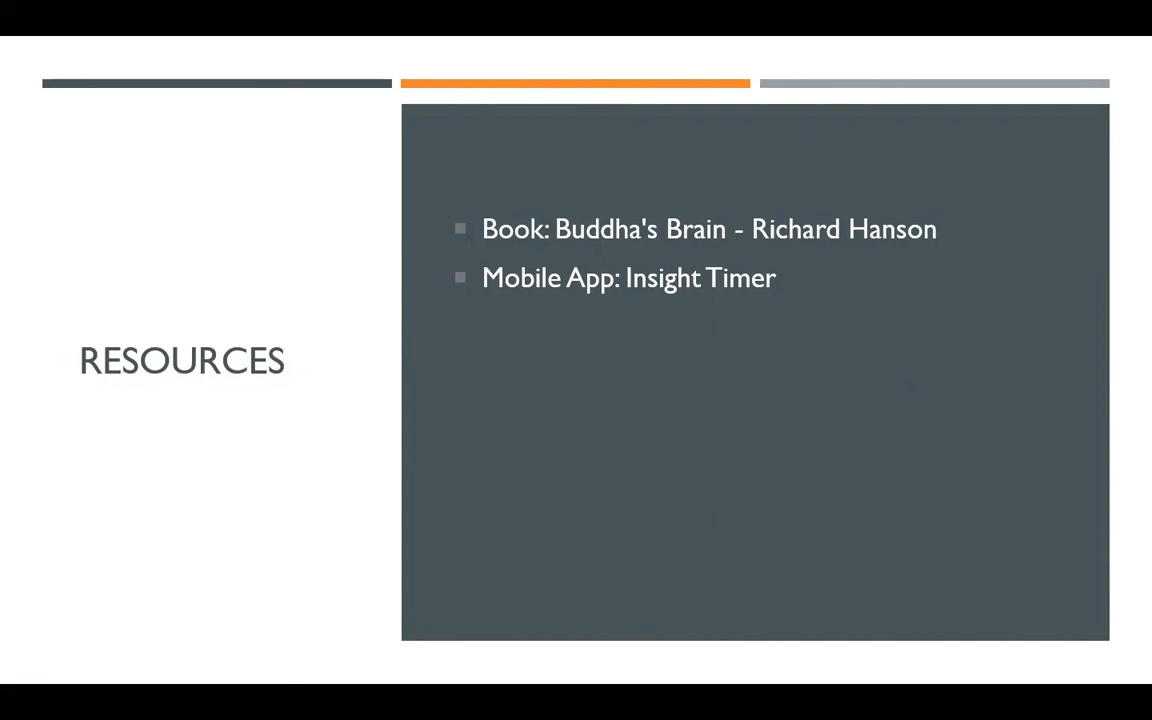 RESOURCES
Book: Buddha's Brain - Richard Hanson
Mobile App: Insight Timer